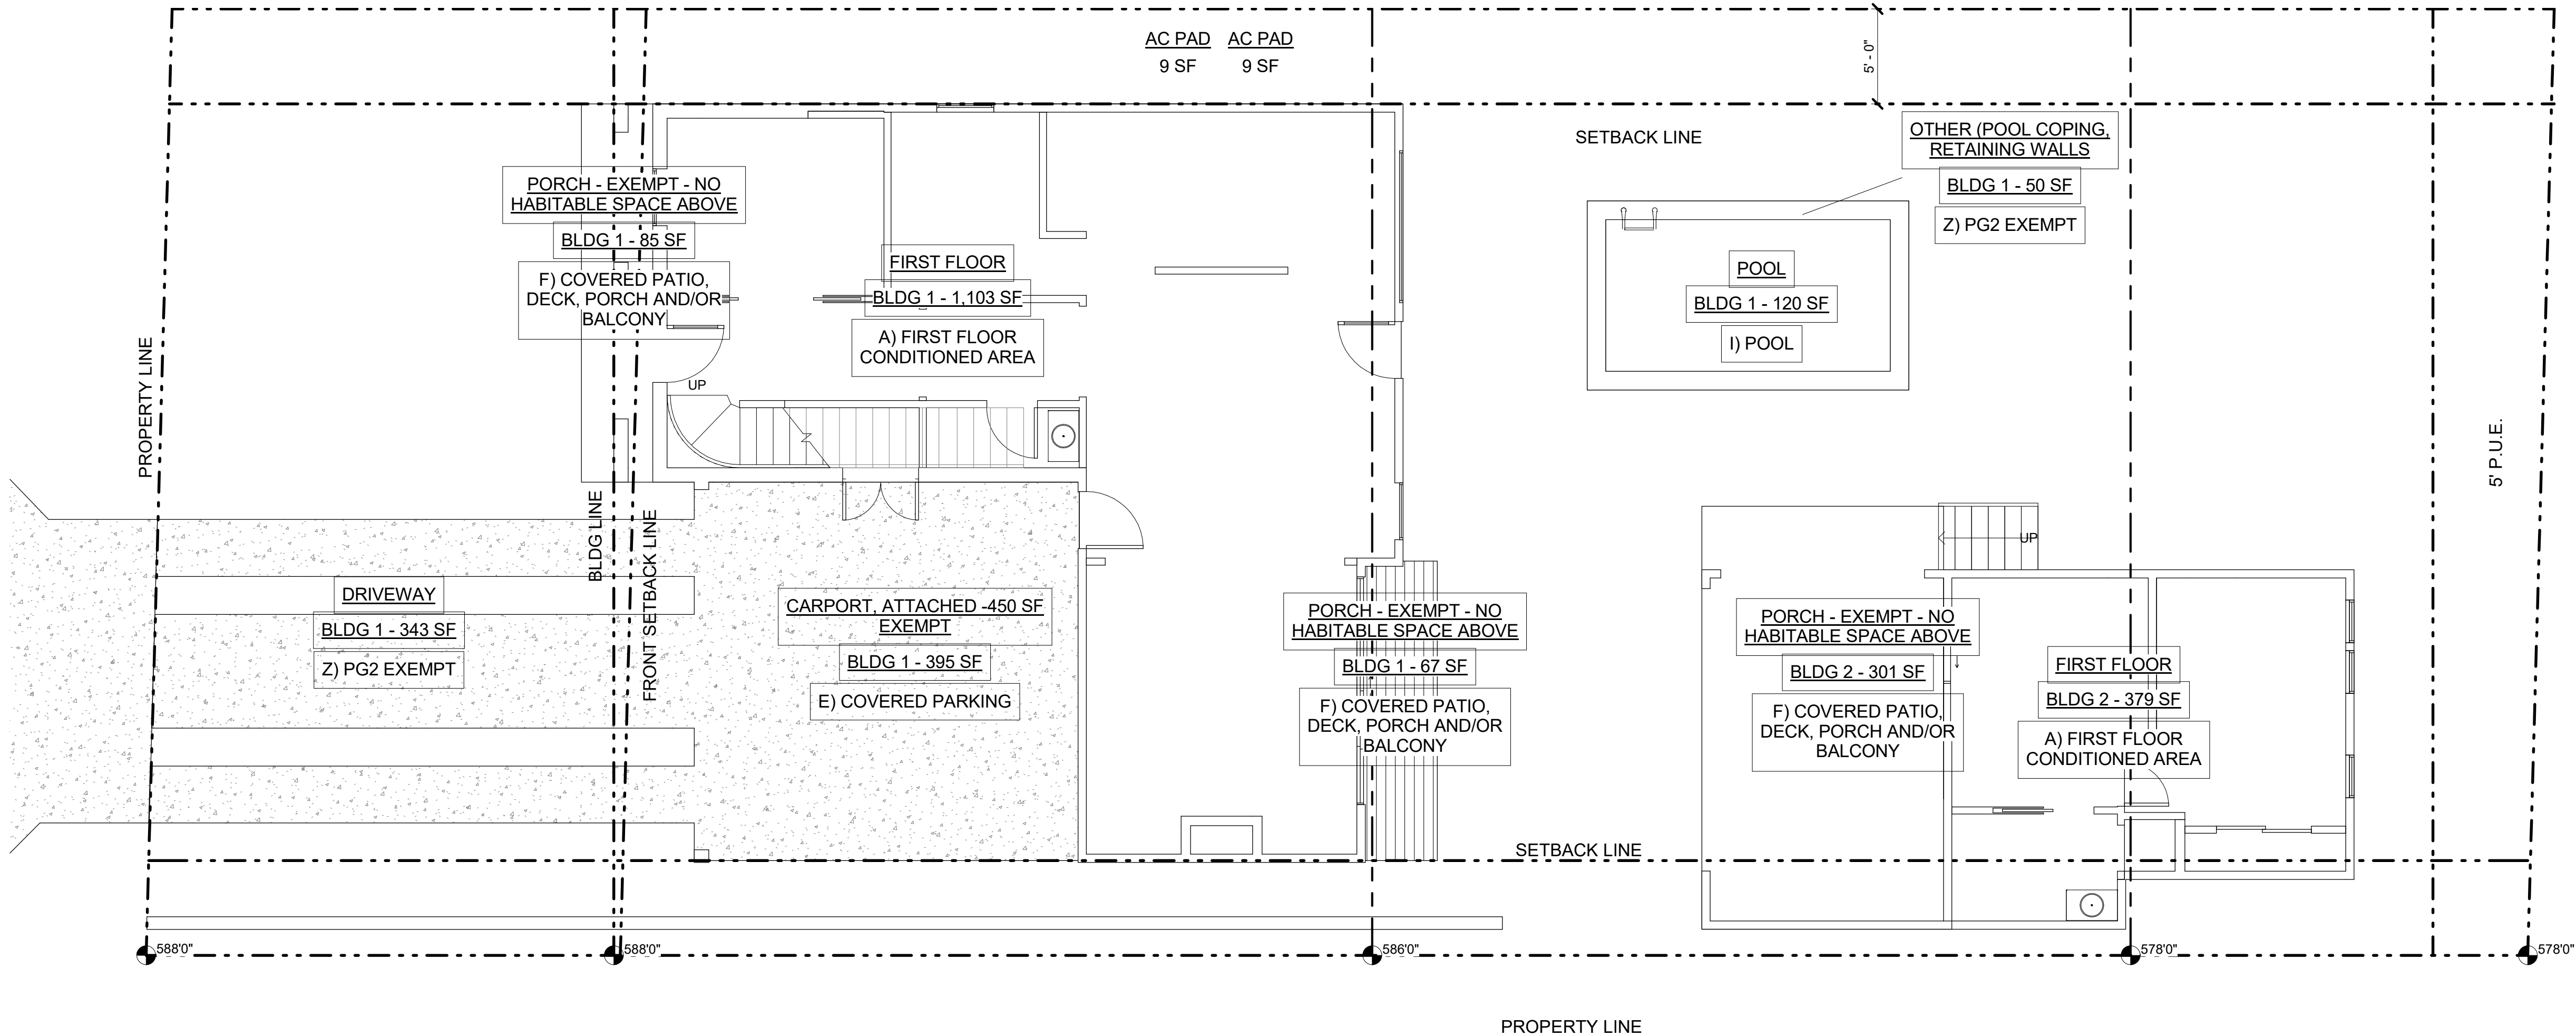 AC PAD
9 SF
AC PAD
9 SF
5' - 0"
SETBACK LINE
OTHER (POOL COPING,
RETAINING WALLS
BLDG 1 - 50 SF
Z) PG2 EXEMPT
PORCH - EXEMPT - NO
HABITABLE SPACE ABOVE
BLDG 1 - 85 SF
F) COVERED PATIO,
DECK, PORCH AND/OR
BALCONY
FIRST FLOOR
BLDG 1 - 1,103 SF
A) FIRST FLOOR
CONDITIONED AREA
POOL
BLDG 1 - 120 SF
I) POOL
PROPERTY LINE
UP
BLDG LINE
FRONT SETBACK LINE
5' P.U.E.
UP
DRIVEWAY
BLDG 1 - 343 SF
Z) PG2 EXEMPT
CARPORT, ATTACHED -450 SF
EXEMPT
BLDG 1 - 395 SF
E) COVERED PARKING
PORCH - EXEMPT - NO
HABITABLE SPACE ABOVE
BLDG 1 - 67 SF
F) COVERED PATIO,
DECK, PORCH AND/OR
BALCONY
PORCH - EXEMPT - NO
HABITABLE SPACE ABOVE
BLDG 2 - 301 SF
F) COVERED PATIO,
DECK, PORCH AND/OR
BALCONY
FIRST FLOOR
BLDG 2 - 379 SF
A) FIRST FLOOR
CONDITIONED AREA
SETBACK LINE
588'0"
588'0"
586'0"
578'0"
578'0"
PROPERTY LINE